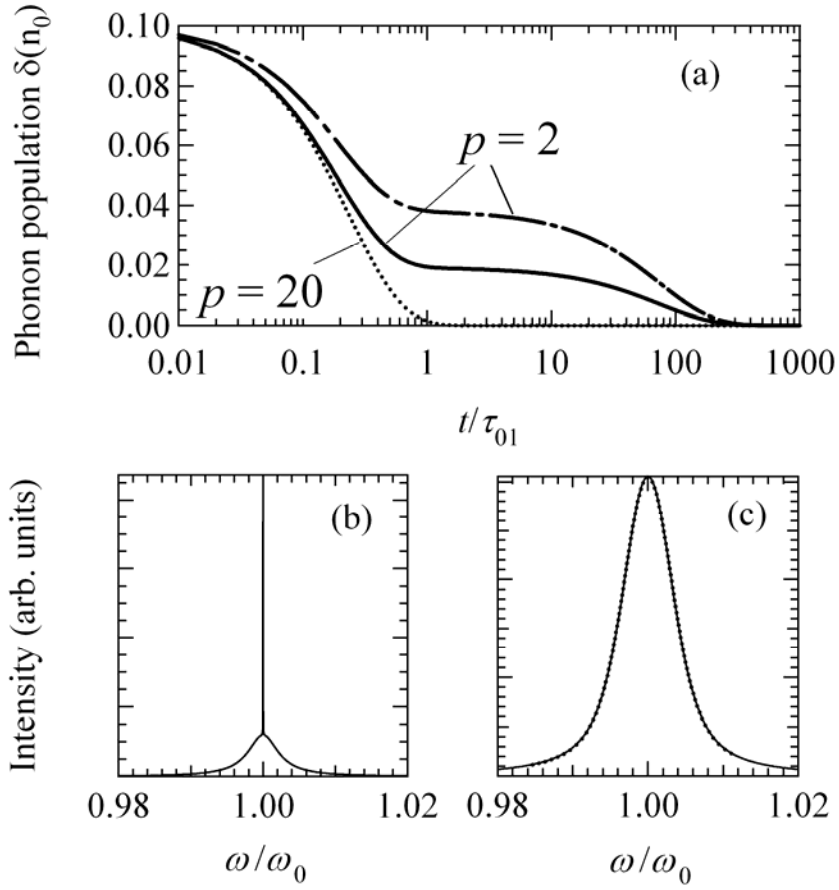 Phonon population δ(n₀)
0.10
0.08
0.06
0.04
0.02
0.00
(a)
p = 2
p = 20
0.01 0.1 1 10 100 1000
t/τ₀₁
Intensity (arb. units)
(b)
(c)
0.98 1.00 1.02
0.98 1.00 1.02
ω/ω₀
ω/ω₀